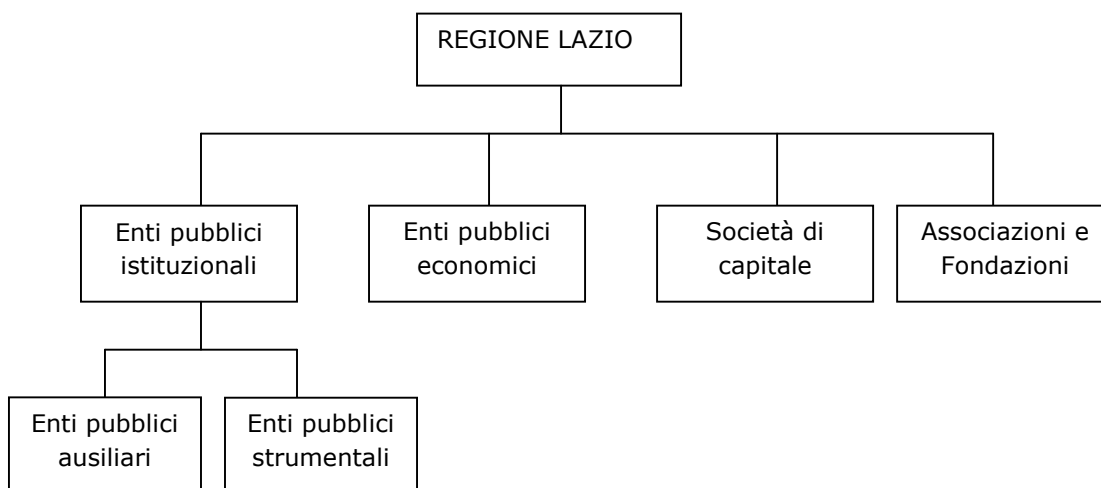 REGIONE LAZIO
Enti pubblici
istituzionali
Enti pubblici
economici
Società di
capitale
Associazioni e
Fondazioni
Enti pubblici
ausiliari
Enti pubblici
strumentali